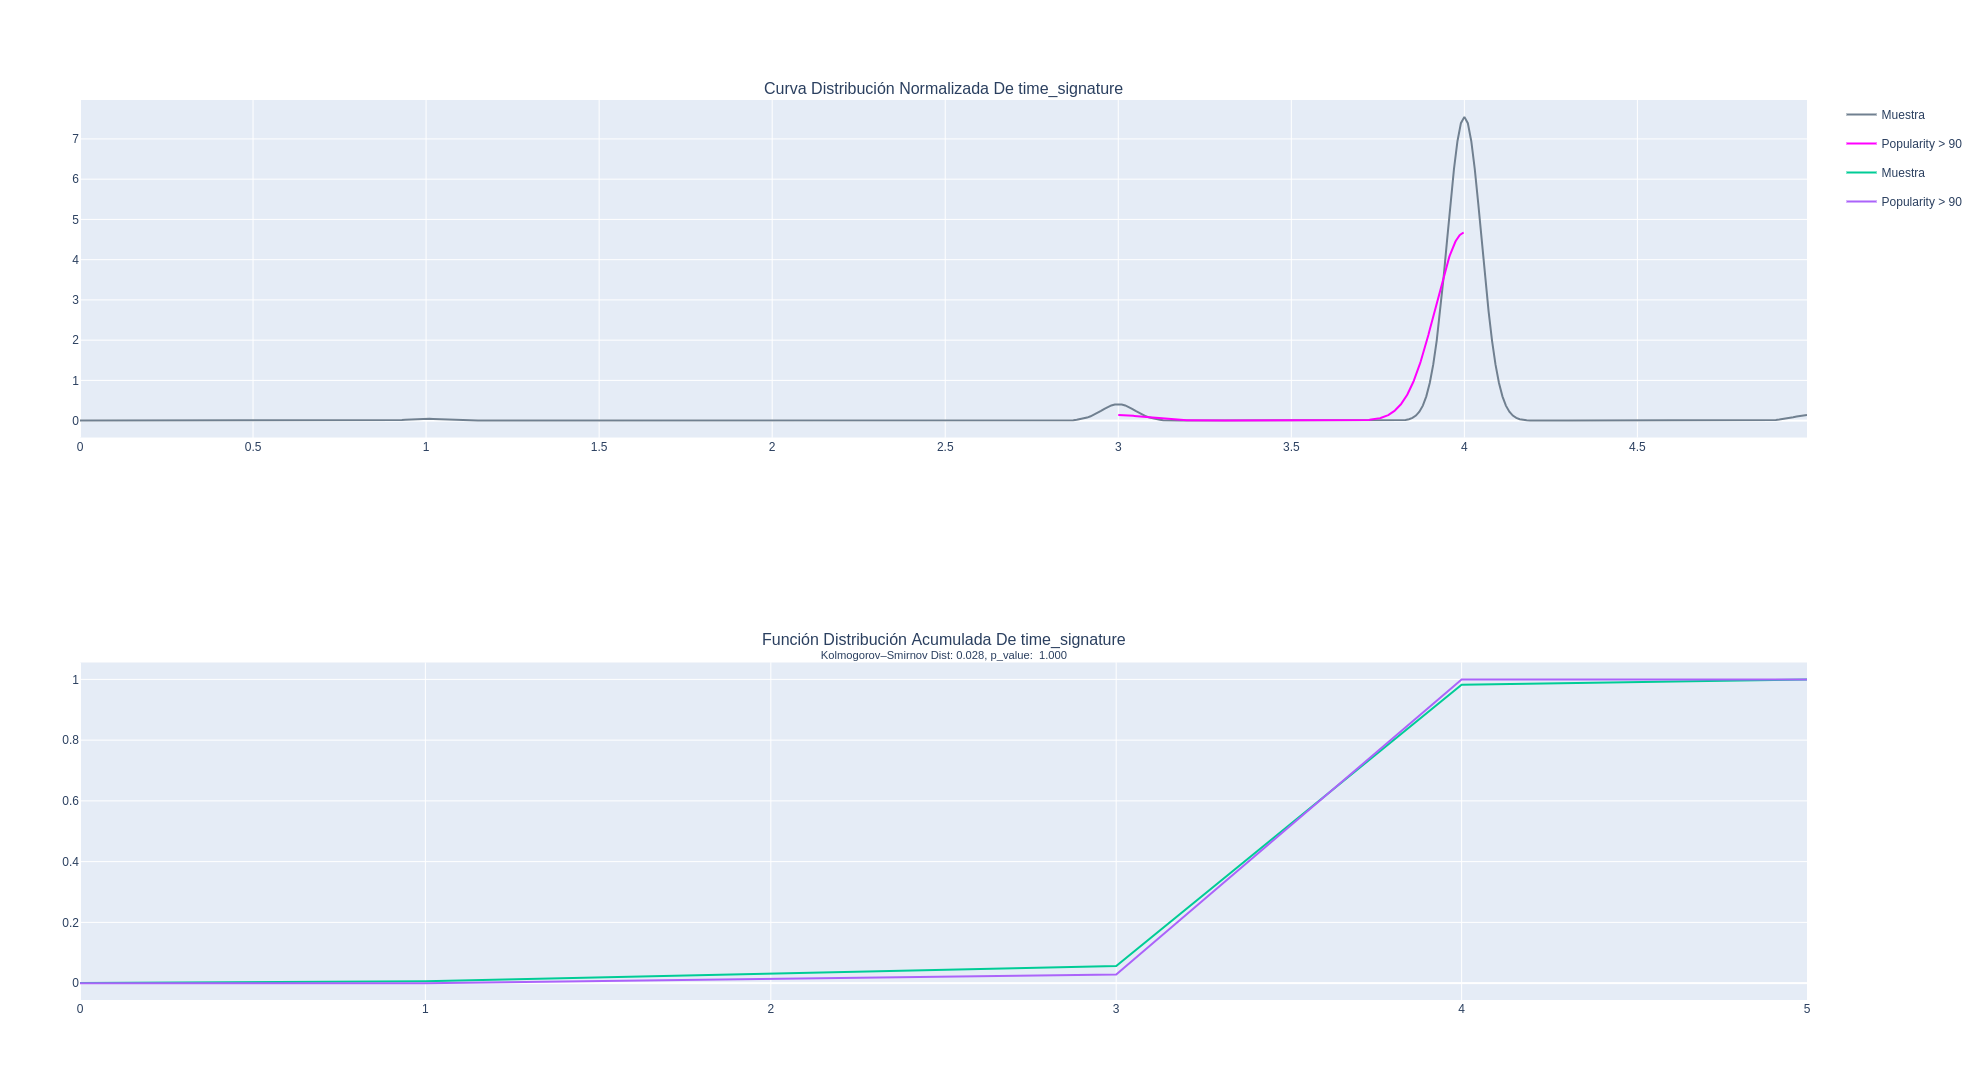 Curva Distribución Normalizada De time_signature
7
6
5
4
3
2
1
0
0 0.5 1 1.5 2 2.5 3 3.5 4 4.5
Muestra
Popularity > 90
Muestra
Popularity > 90
Función Distribución Acumulada De time_signature
Kolmogorov–Smirnov Dist: 0.028, p_value: 1.000
1
0.8
0.6
0.4
0.2
0
0 1 2 3 4 5